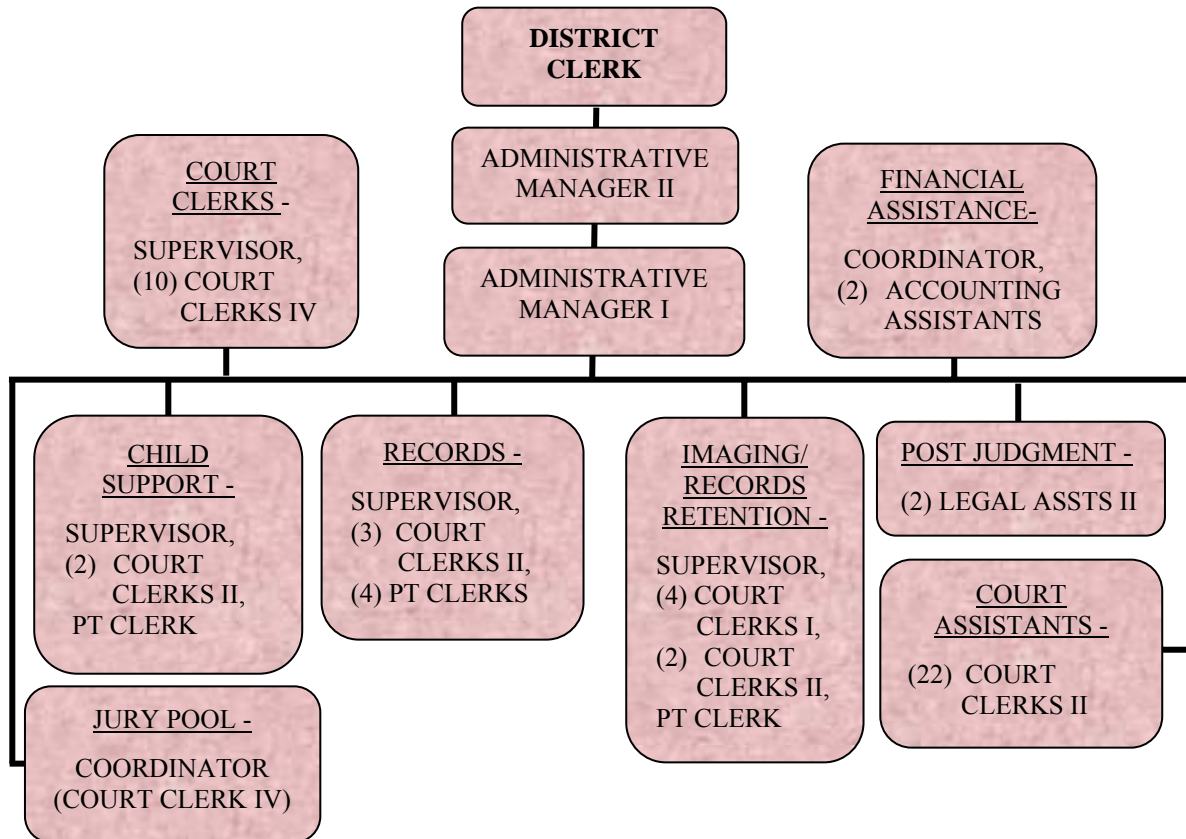 DISTRICT
CLERK
ADMINISTRATIVE
MANAGER II
ADMINISTRATIVE
MANAGER I
COURT
CLERKS -
SUPERVISOR,
(10) COURT
CLERKS IV
FINANCIAL
ASSISTANCE-
COORDINATOR,
(2) ACCOUNTING
ASSISTANTS
CHILD
SUPPORT -
SUPERVISOR,
(2) COURT
CLERKS II,
PT CLERK
RECORDS -
SUPERVISOR,
(3) COURT
CLERKS II,
(4) PT CLERKS
IMAGING/
RECORDS
RETENTION -
SUPERVISOR,
(4) COURT
CLERKS I,
(2) COURT
CLERKS II,
PT CLERK
POST JUDGMENT -
(2) LEGAL ASSTS II
COURT
ASSISTANTS -
(22) COURT
CLERKS II
JURY POOL -
COORDINATOR
(COURT CLERK IV)